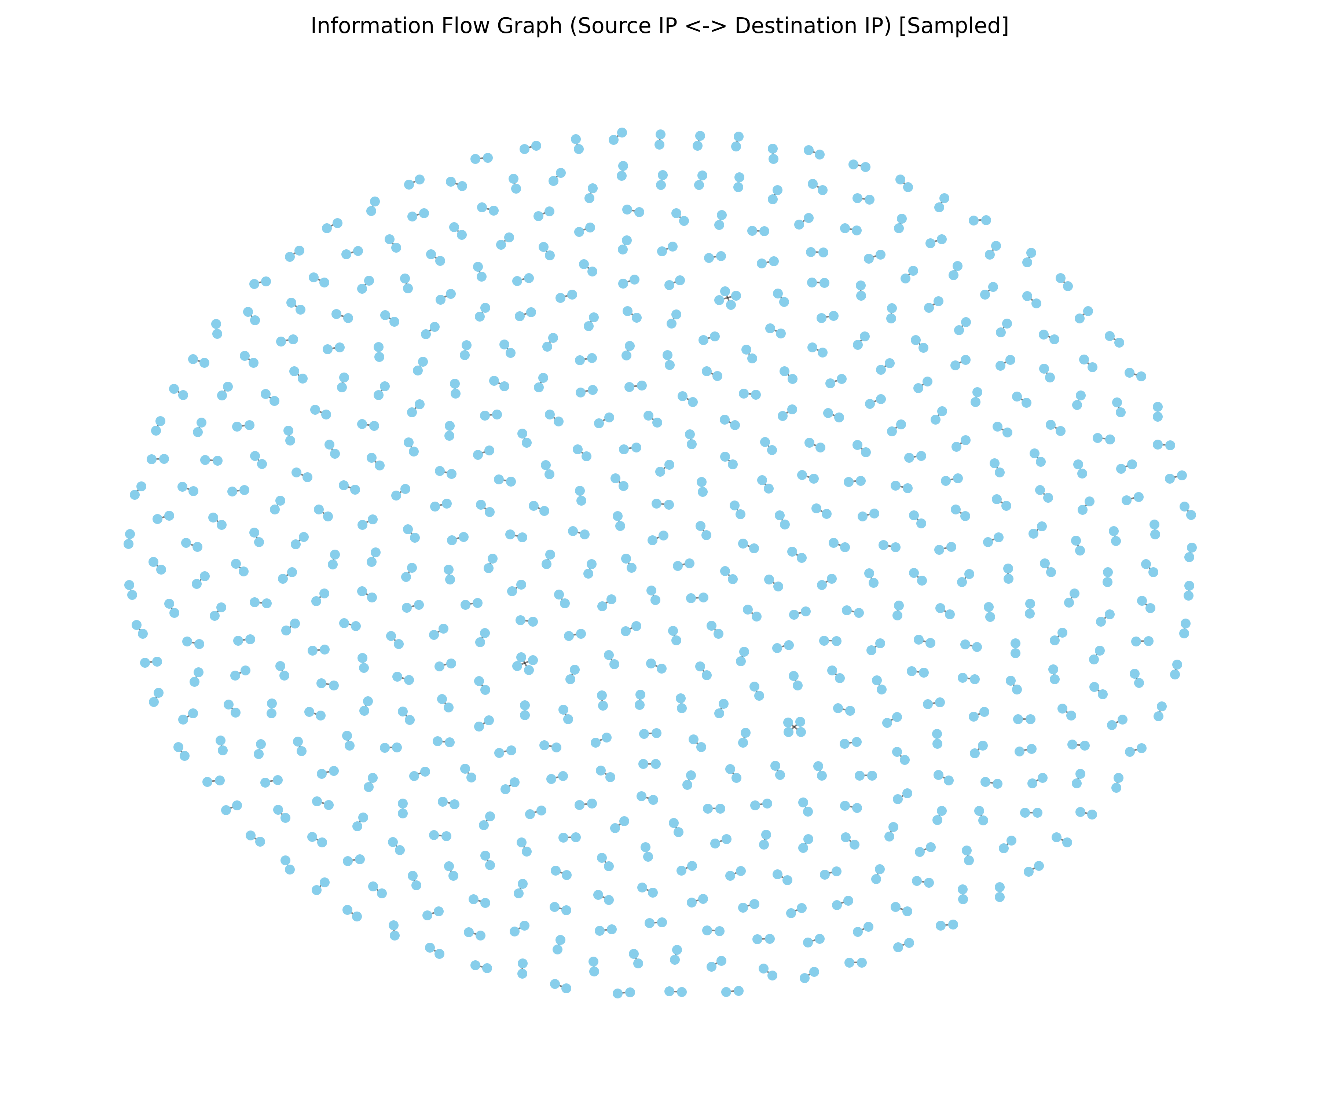 Information Flow Graph (Source IP <-> Destination IP) [Sampled]